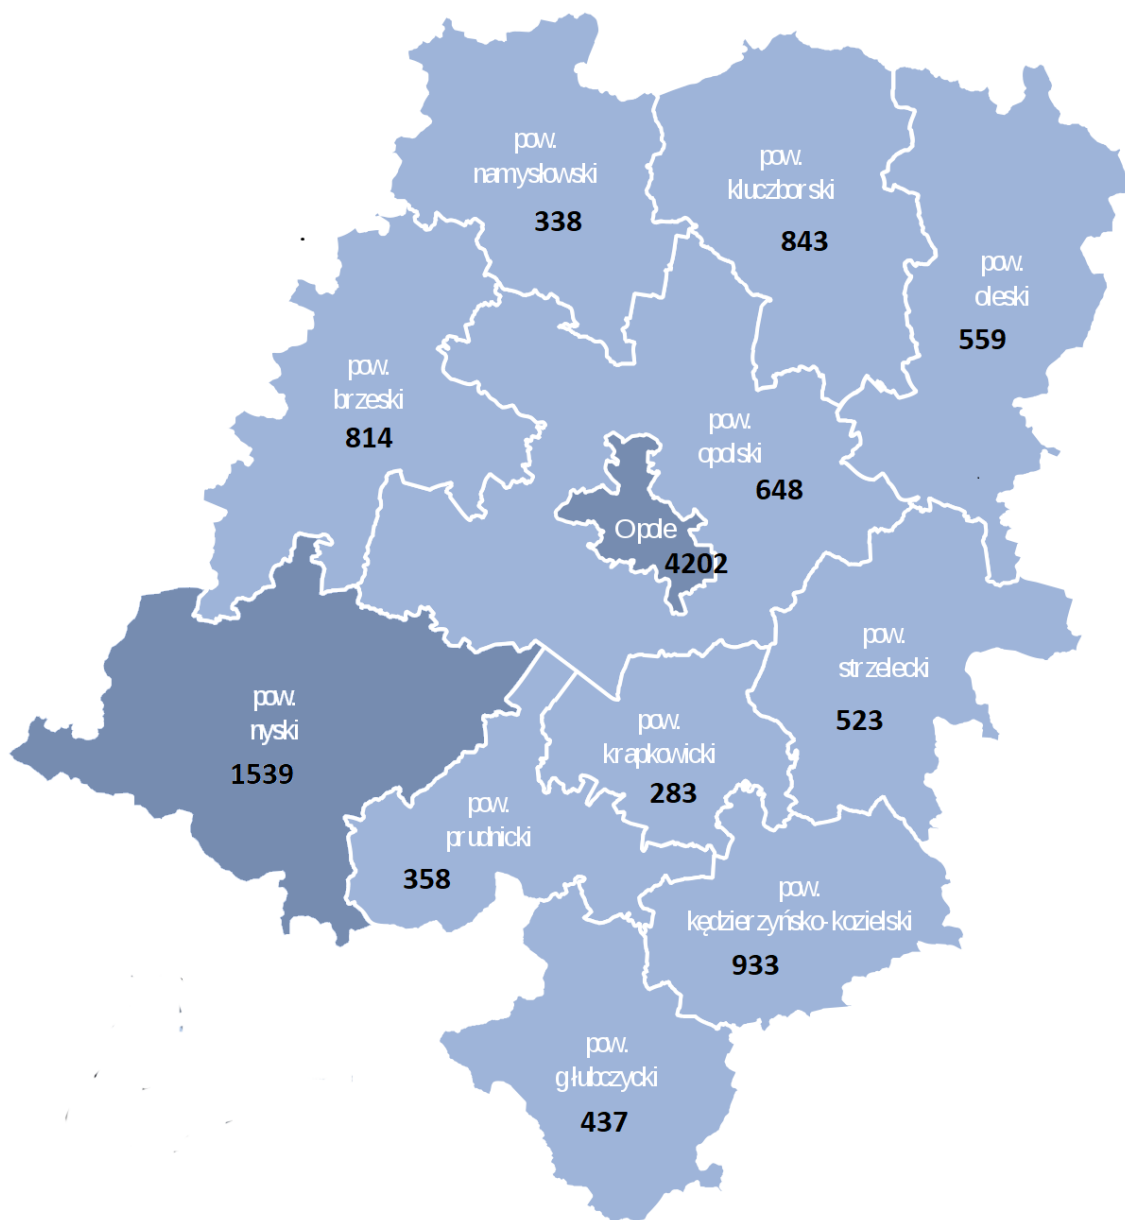 pow.
namysłowski
338
pow.
kluczborski
843
pow.
oleski
559
pow.
brzeski
814
pow.
opolski
648
Opole
4202
pow.
strzelecki
523
pow.
nyski
1539
pow.
krapkowicki
283
pow.
prudnicki
358
pow.
kędzierzyńsko-kozielski
933
pow.
głubczycki
437